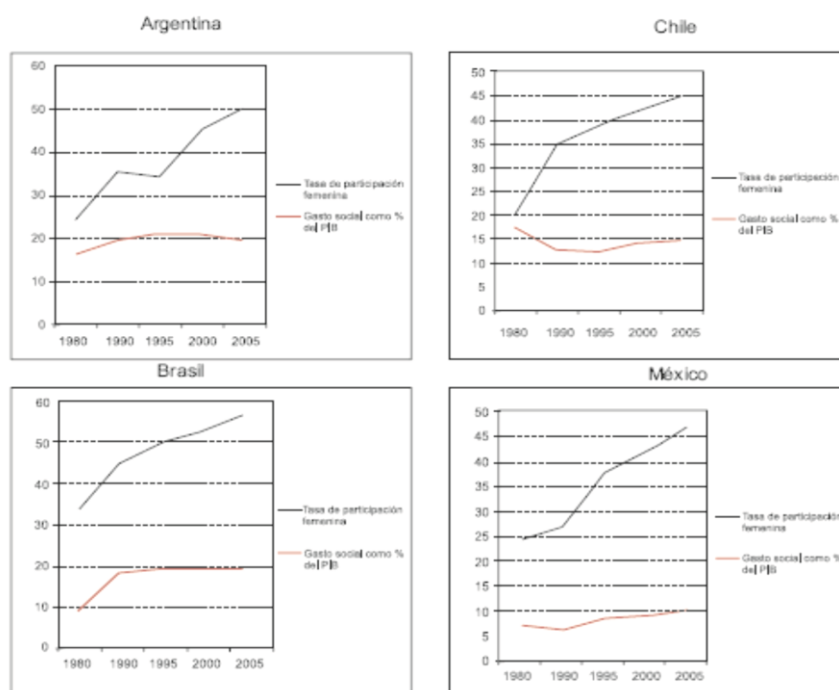 Argentina
60
50
40
30
20
10
0
1980 1990 1995 2000 2005
Tasa de participación
femenina
Gasto social como %
del PIB
Chile
50
45
40
35
30
25
20
15
10
5
0
1980 1990 1995 2000 2005
Tasa de participación
femenina
Gasto social como %
del PIB
Brasil
60
50
40
30
20
10
0
1980 1990 1995 2000 2005
Tasa de participación
femenina
Gasto social como %
del PIB
México
50
45
40
35
30
25
20
15
10
5
0
1980 1990 1995 2000 2005
Tasa de participación
femenina
Gasto social como %
del PIB